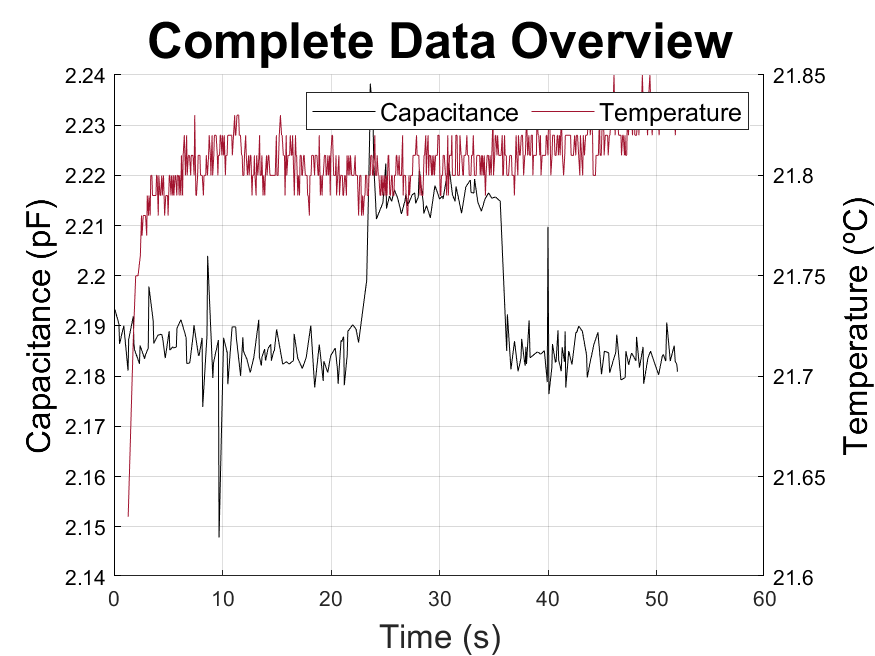 Complete Data Overview
Capacitance Temperature
Capacitance (pF)
2.24
2.23
2.22
2.21
2.2
2.19
2.18
2.17
2.16
2.15
2.14
21.85
21.8
21.75
21.7
21.65
21.6
Temperature (ºC)
0 10 20 30 40 50 60
Time (s)